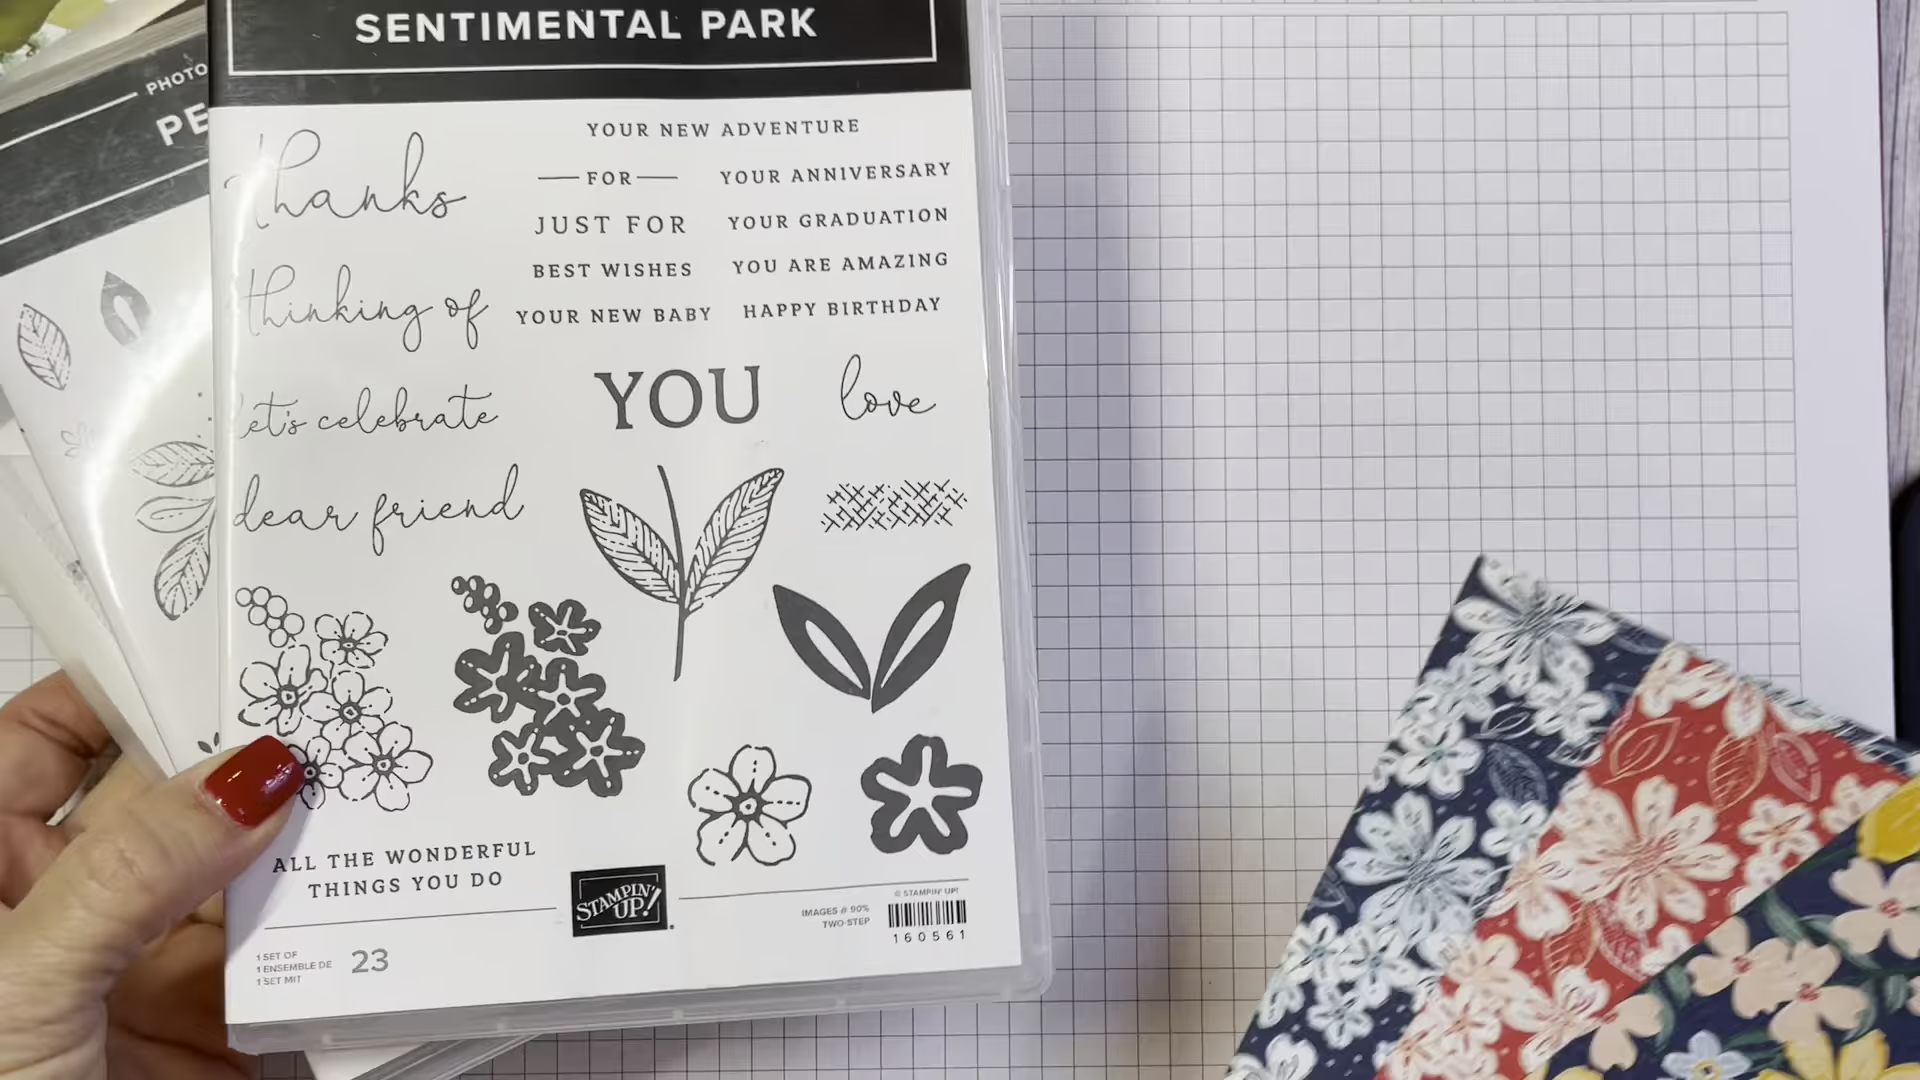 SENTIMENTAL PARK
PHOTO
PE
thanks
YOUR NEW ADVENTURE
FOR
YOUR ANNIVERSARY
JUST FOR
YOUR GRADUATION
BEST WISHES
YOU ARE AMAZING
thinking of
YOUR NEW BABY
HAPPY BIRTHDAY
let's celebrate
YOU
love
dear friend
ALL THE WONDERFUL
THINGS YOU DO
STAMPIN'
UP!
© STAMPIN' UP!
IMAGES @ 90%
TWO-STEP
160561
1 SET OF
1 ENSEMBLE DE
1 SET MIT
23